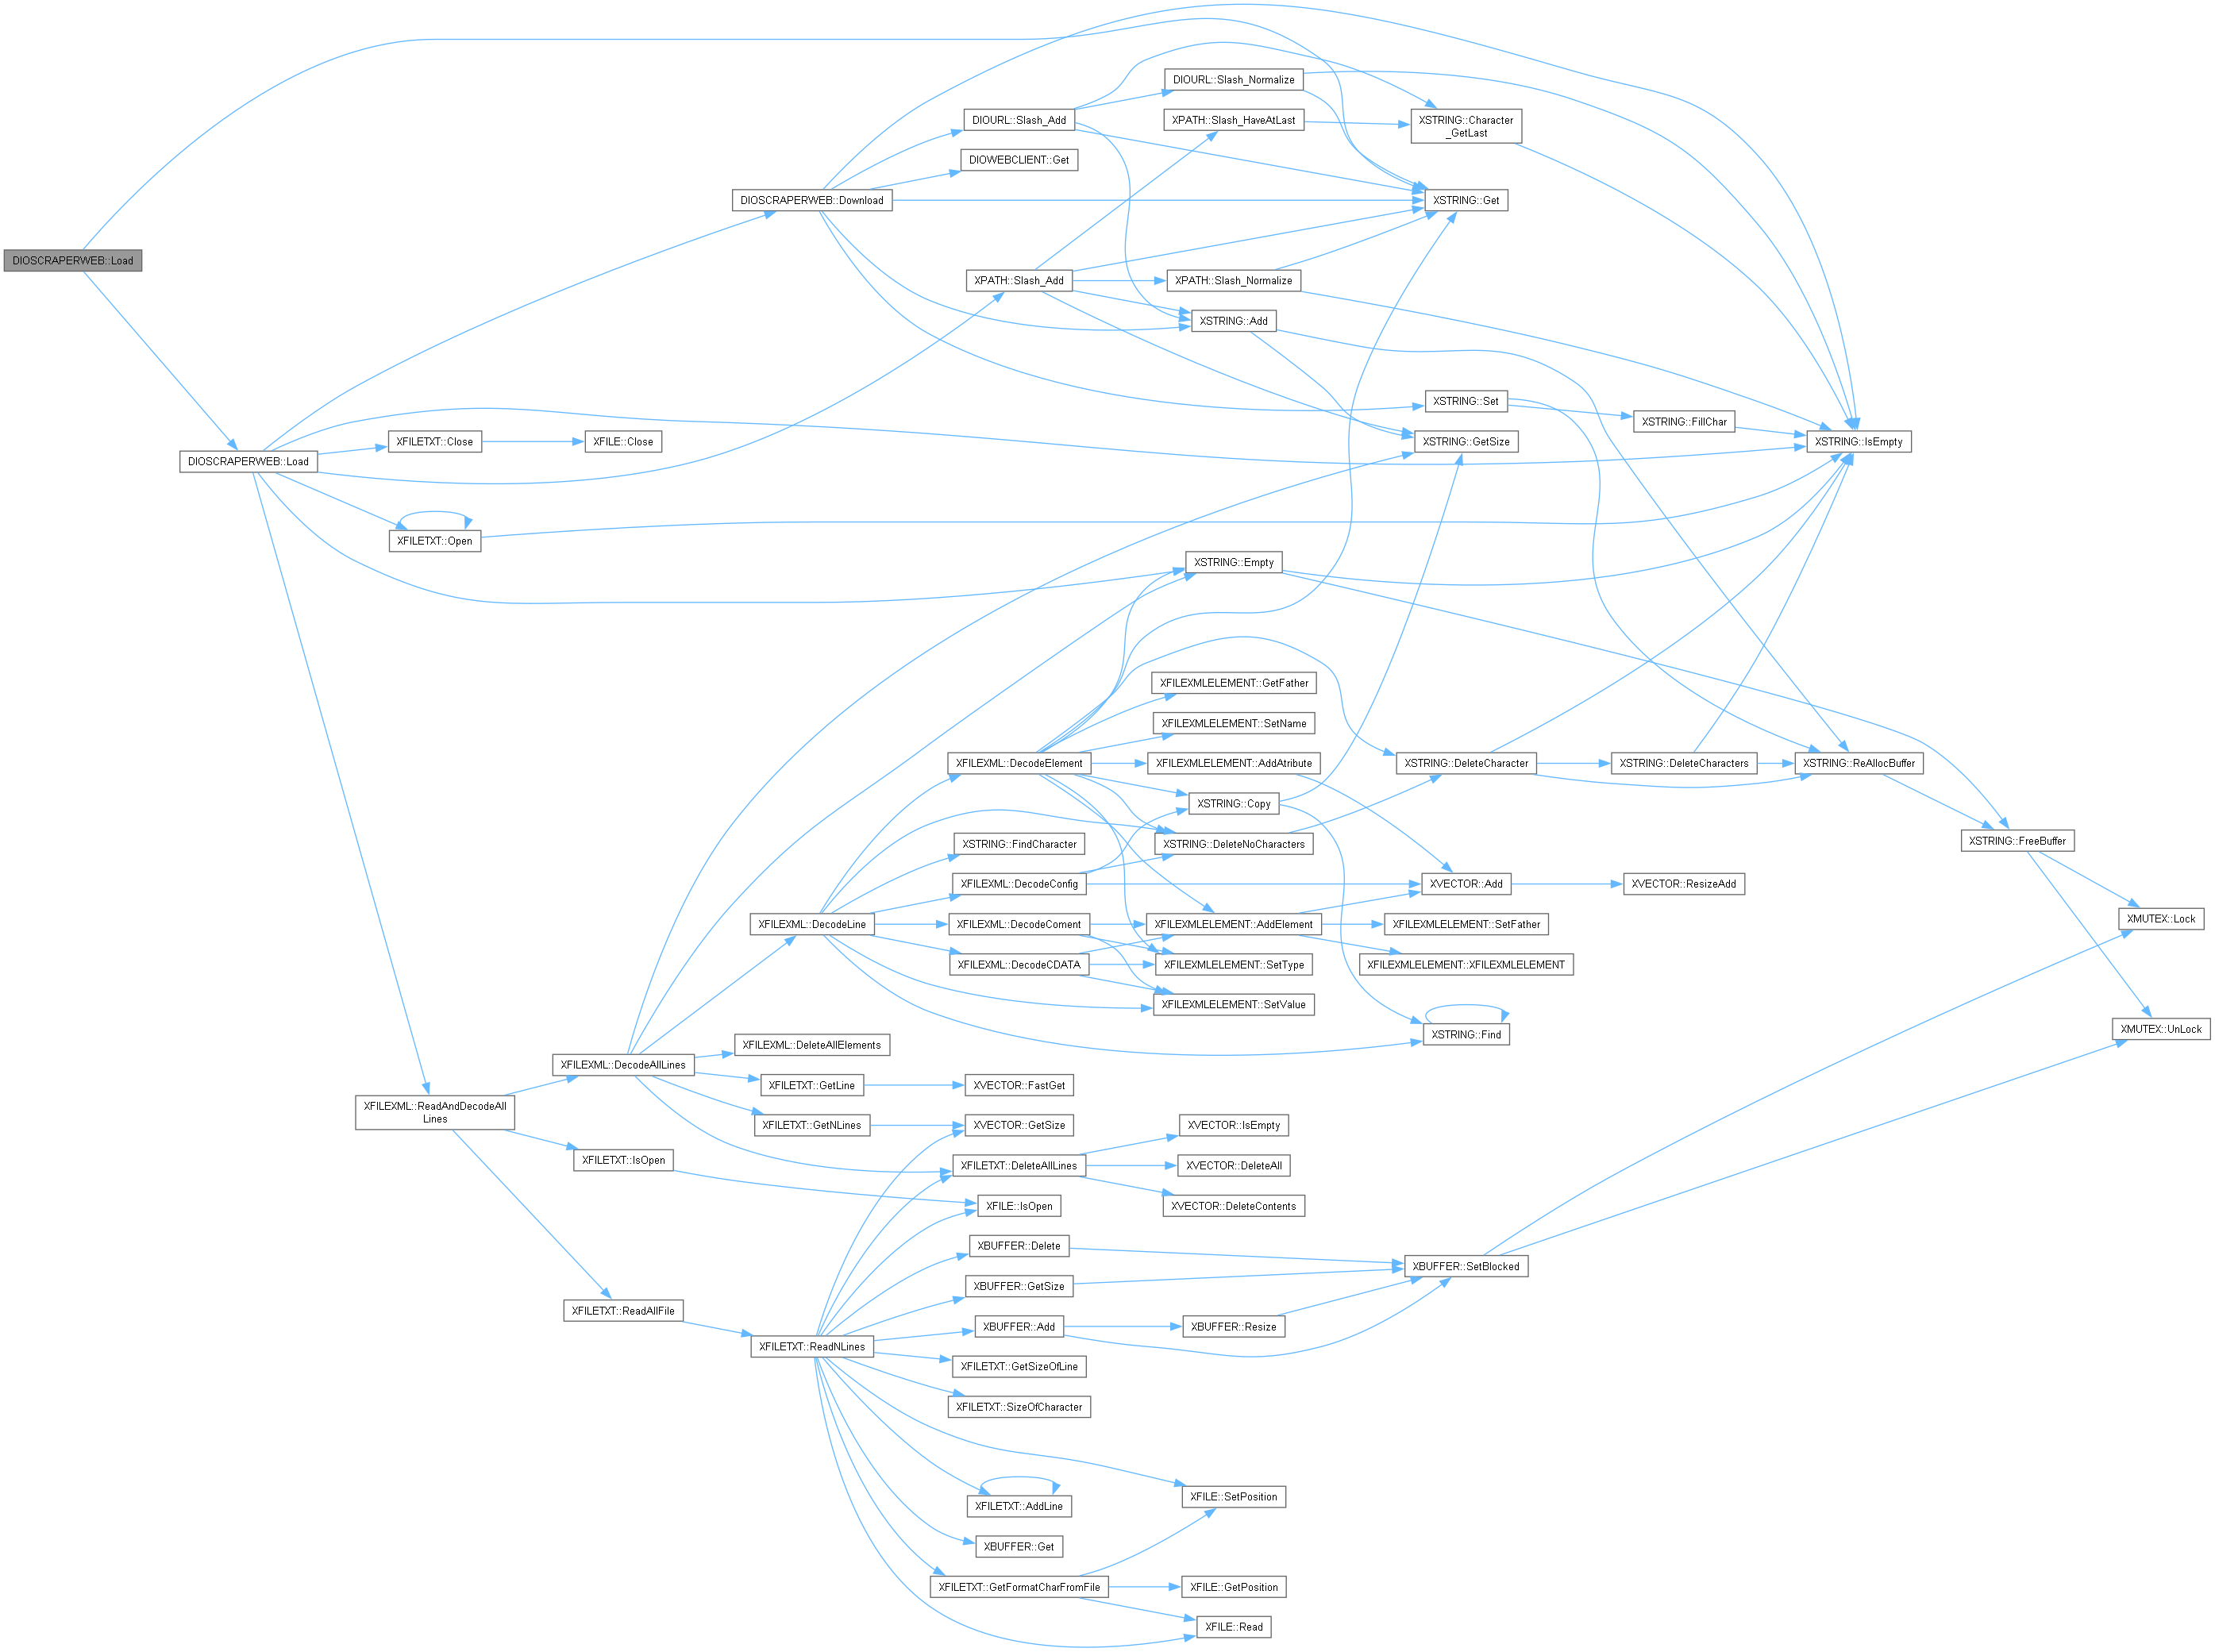 DIOSCRAPERWEB::Load
DIOSCRAPERWEB::Load
XFILETXT::Close
XFILETXT::Open
XFILEXML::ReadAndDecodeAll
Lines
XFILE::Close
XFILEXML::DecodeAllLines
XFILETXT::IsOpen
XFILETXT::ReadAllFile
DIOSCRAPERWEB::Download
XFILEXML::DecodeLine
XFILEXML::DeleteAllElements
XFILETXT::GetLine
XFILETXT::GetNLines
XFILETXT::ReadNLines
DIOURL::Slash_Add
DIOWEBCLIENT::Get
XPATH::Slash_Add
XFILEXML::DecodeElement
XSTRING::FindCharacter
XFILEXML::DecodeConfig
XFILEXML::DecodeComent
XFILEXML::DecodeCDATA
XVECTOR::FastGet
XVECTOR::GetSize
XFILETXT::DeleteAllLines
XFILE::IsOpen
XBUFFER::Delete
XBUFFER::GetSize
XBUFFER::Add
XFILETXT::GetSizeOfLine
XFILETXT::SizeOfCharacter
XFILETXT::AddLine
XBUFFER::Get
XFILETXT::GetFormatCharFromFile
DIOURL::Slash_Normalize
XPATH::Slash_HaveAtLast
XPATH::Slash_Normalize
XSTRING::Add
XSTRING::Empty
XFILEXMLELEMENT::GetFather
XFILEXMLELEMENT::SetName
XFILEXMLELEMENT::AddAtribute
XSTRING::Copy
XSTRING::DeleteNoCharacters
XFILEXMLELEMENT::AddElement
XFILEXMLELEMENT::SetType
XFILEXMLELEMENT::SetValue
XVECTOR::IsEmpty
XVECTOR::DeleteAll
XVECTOR::DeleteContents
XBUFFER::Resize
XFILE::SetPosition
XFILE::GetPosition
XFILE::Read
XSTRING::Character
_GetLast
XSTRING::Get
XSTRING::Set
XSTRING::GetSize
XSTRING::DeleteCharacter
XVECTOR::Add
XFILEXMLELEMENT::SetFather
XFILEXMLELEMENT::XFILEXMLELEMENT
XSTRING::Find
XBUFFER::SetBlocked
XSTRING::FillChar
XSTRING::DeleteCharacters
XVECTOR::ResizeAdd
XSTRING::IsEmpty
XSTRING::ReAllocBuffer
XSTRING::FreeBuffer
XMUTEX::Lock
XMUTEX::UnLock